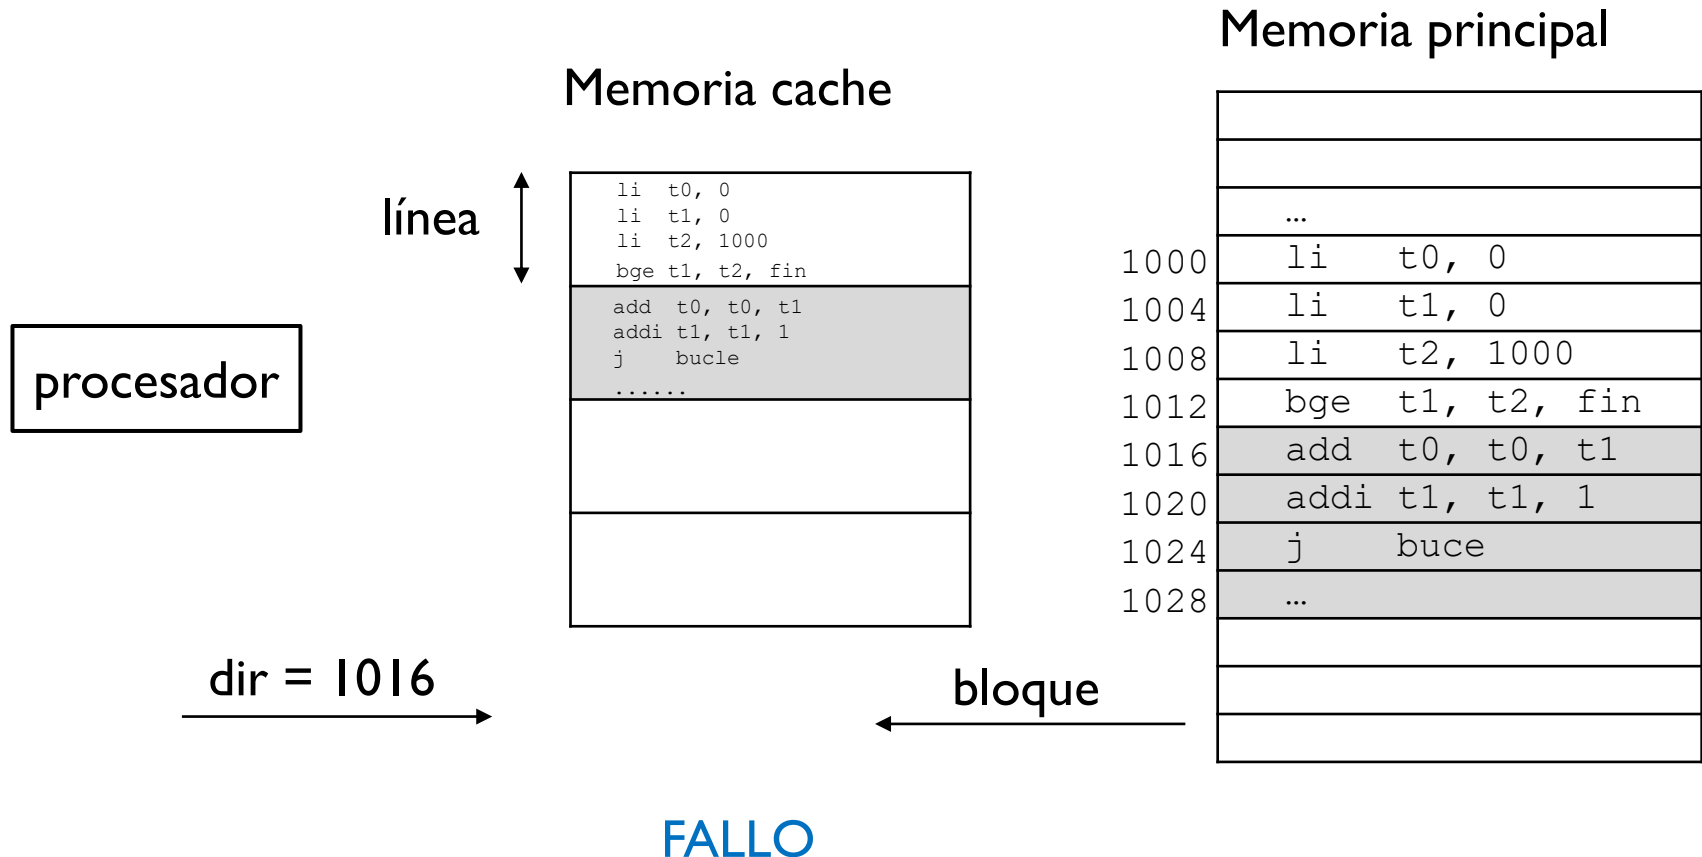 Memoria principal
Memoria cache
línea
li t0, 0
li t1, 0
li t2, 1000
bge t1, t2, fin
add t0, t0, t1
addi t1, t1, 1
j bucle
......
procesador
…
1000 li t0, 0
1004 li t1, 0
1008 li t2, 1000
1012 bge t1, t2, fin
1016 add t0, t0, t1
1020 addi t1, t1, 1
1024 j buce
1028 …
dir = 1016
bloque
FALLO